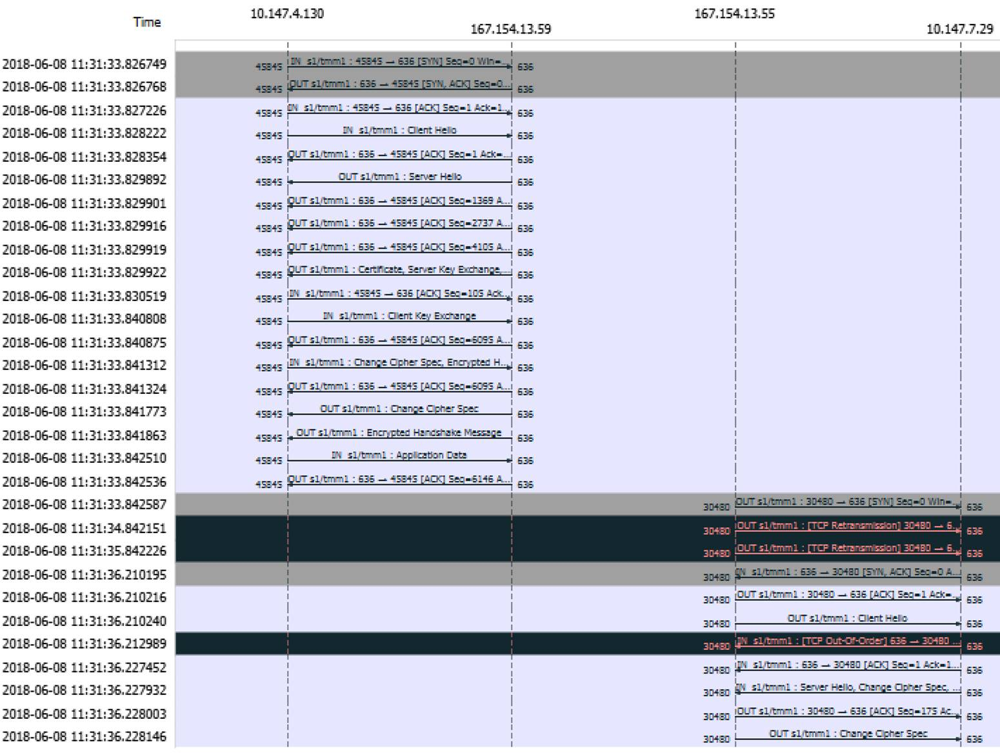 10.147.4.130 167.154.13.55
Time 167.154.13.59 10.147.7.29
2018-06-08 11:31:33.826749 45845 IN s1/tmm1 : 45845 → 636 [SYN] Seq=0 Win=... 636
2018-06-08 11:31:33.826768 45845 OUT s1/tmm1 : 636 → 45845 [SYN, ACK] Seq=0... 636
2018-06-08 11:31:33.827226 45845 IN s1/tmm1 : 45845 → 636 [ACK] Seq=1 Ack=1... 636
2018-06-08 11:31:33.828222 45845 IN s1/tmm1 : Client Hello 636
2018-06-08 11:31:33.828354 45845 OUT s1/tmm1 : 636 → 45845 [ACK] Seq=1 Ack=... 636
2018-06-08 11:31:33.829892 45845 OUT s1/tmm1 : Server Hello 636
2018-06-08 11:31:33.829901 45845 OUT s1/tmm1 : 636 → 45845 [ACK] Seq=1369 A... 636
2018-06-08 11:31:33.829916 45845 OUT s1/tmm1 : 636 → 45845 [ACK] Seq=2737 A... 636
2018-06-08 11:31:33.829919 45845 OUT s1/tmm1 : 636 → 45845 [ACK] Seq=4105 A... 636
2018-06-08 11:31:33.829922 45845 OUT s1/tmm1 : Certificate, Server Key Exchange,... 636
2018-06-08 11:31:33.830519 45845 IN s1/tmm1 : 45845 → 636 [ACK] Seq=105 Ack... 636
2018-06-08 11:31:33.840808 45845 IN s1/tmm1 : Client Key Exchange 636
2018-06-08 11:31:33.840875 45845 OUT s1/tmm1 : 636 → 45845 [ACK] Seq=6095 A... 636
2018-06-08 11:31:33.841312 45845 IN s1/tmm1 : Change Cipher Spec, Encrypted H... 636
2018-06-08 11:31:33.841324 45845 OUT s1/tmm1 : 636 → 45845 [ACK] Seq=6095 A... 636
2018-06-08 11:31:33.841773 45845 OUT s1/tmm1 : Change Cipher Spec 636
2018-06-08 11:31:33.841863 45845 OUT s1/tmm1 : Encrypted Handshake Message 636
2018-06-08 11:31:33.842510 45845 IN s1/tmm1 : Application Data 636
2018-06-08 11:31:33.842536 45845 OUT s1/tmm1 : 636 → 45845 [ACK] Seq=6146 A... 636
2018-06-08 11:31:33.842587 30480 OUT s1/tmm1 : 30480 → 636 [SYN] Seq=0 Win=... 636
2018-06-08 11:31:34.842151 30480 OUT s1/tmm1 : [TCP Retransmission] 30480 → 6... 636
2018-06-08 11:31:35.842226 30480 OUT s1/tmm1 : [TCP Retransmission] 30480 → 6... 636
2018-06-08 11:31:36.210195 30480 IN s1/tmm1 : 636 → 30480 [SYN, ACK] Seq=0 A... 636
2018-06-08 11:31:36.210216 30480 OUT s1/tmm1 : 30480 → 636 [ACK] Seq=1 Ack=... 636
2018-06-08 11:31:36.210240 30480 OUT s1/tmm1 : Client Hello 636
2018-06-08 11:31:36.212989 30480 IN s1/tmm1 : [TCP Out-Of-Order] 636 → 30480 ... 636
2018-06-08 11:31:36.227452 30480 IN s1/tmm1 : 636 → 30480 [ACK] Seq=1 Ack=1... 636
2018-06-08 11:31:36.227932 30480 IN s1/tmm1 : Server Hello, Change Cipher Spec, ... 636
2018-06-08 11:31:36.228003 30480 OUT s1/tmm1 : 30480 → 636 [ACK] Seq=175 Ac... 636
2018-06-08 11:31:36.228146 30480 OUT s1/tmm1 : Change Cipher Spec 636